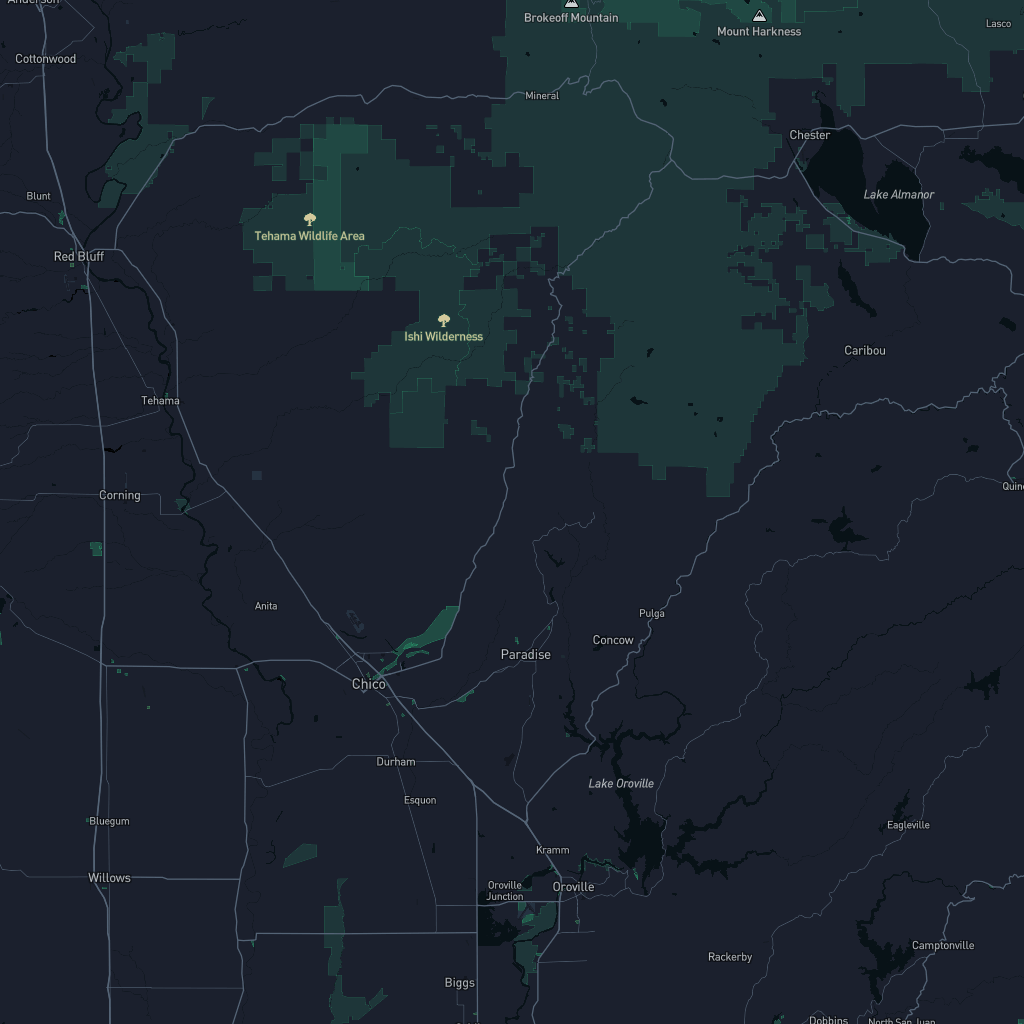 Anderson
Brokeoff Mountain
Lasco
Mount Harkness
Cottonwood
Mineral
Chester
Blunt
Lake Almanor
Tehama Wildlife Area
Red Bluff
Ishi Wilderness
Caribou
Tehama
Quinc
Corning
Anita
Pulga
Concow
Paradise
Chico
Durham
Lake Oroville
Esquon
Bluegum
Eagleville
Kramm
Willows
Oroville
Junction
Oroville
Camptonville
Rackerby
Biggs
Dobbins
North San Juan